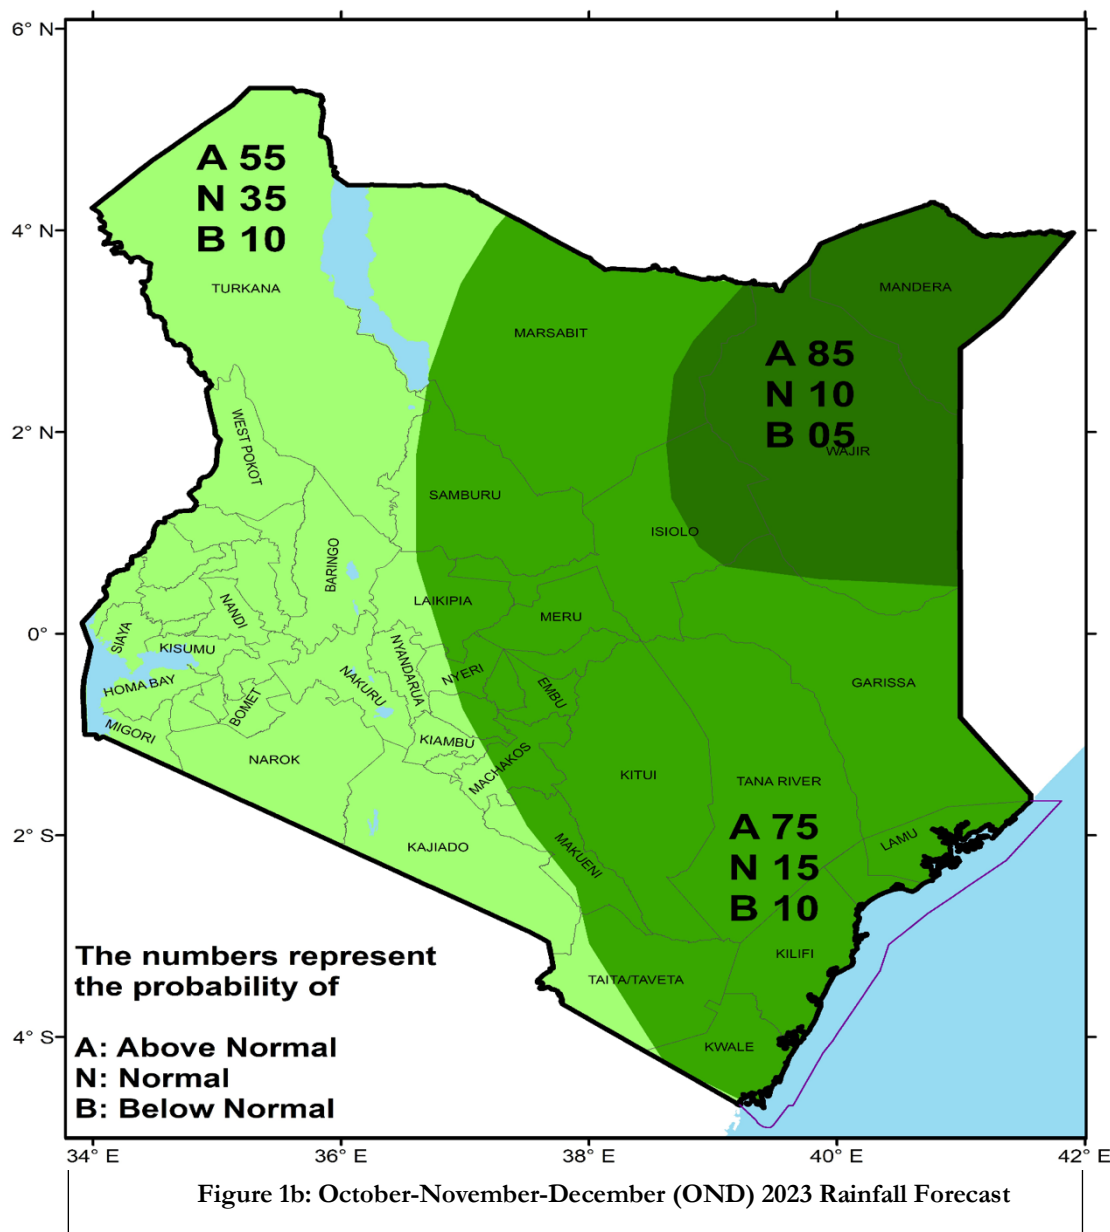 6° N
4° N
2° N
0°
2° S
4° S
A 55
N 35
B 10
TURKANA
MANDERA
MARSABIT
A 85
N 10
B 05
WAJIR
WEST POKOT
SAMBURU
ISIOLO
BARINGO
LAIKIPIA
MERU
NANDI
SIAYA
KISUMU
NYANDARUA
NYERI
HOMA BAY
NAKURU
EMBU
GARISSA
BOMET
MIGORI
KIAMBU
NAROK
MACHAKOS
KITUI
TANA RIVER
A 75
N 15
B 10
LAMU
KAJIADO
MAKUENI
KILIFI
TAITA/TAVETA
KWALE
The numbers represent
the probability of
A: Above Normal
N: Normal
B: Below Normal
34° E
36° E
38° E
40° E
42° E
Figure 1b: October-November-December (OND) 2023 Rainfall Forecast